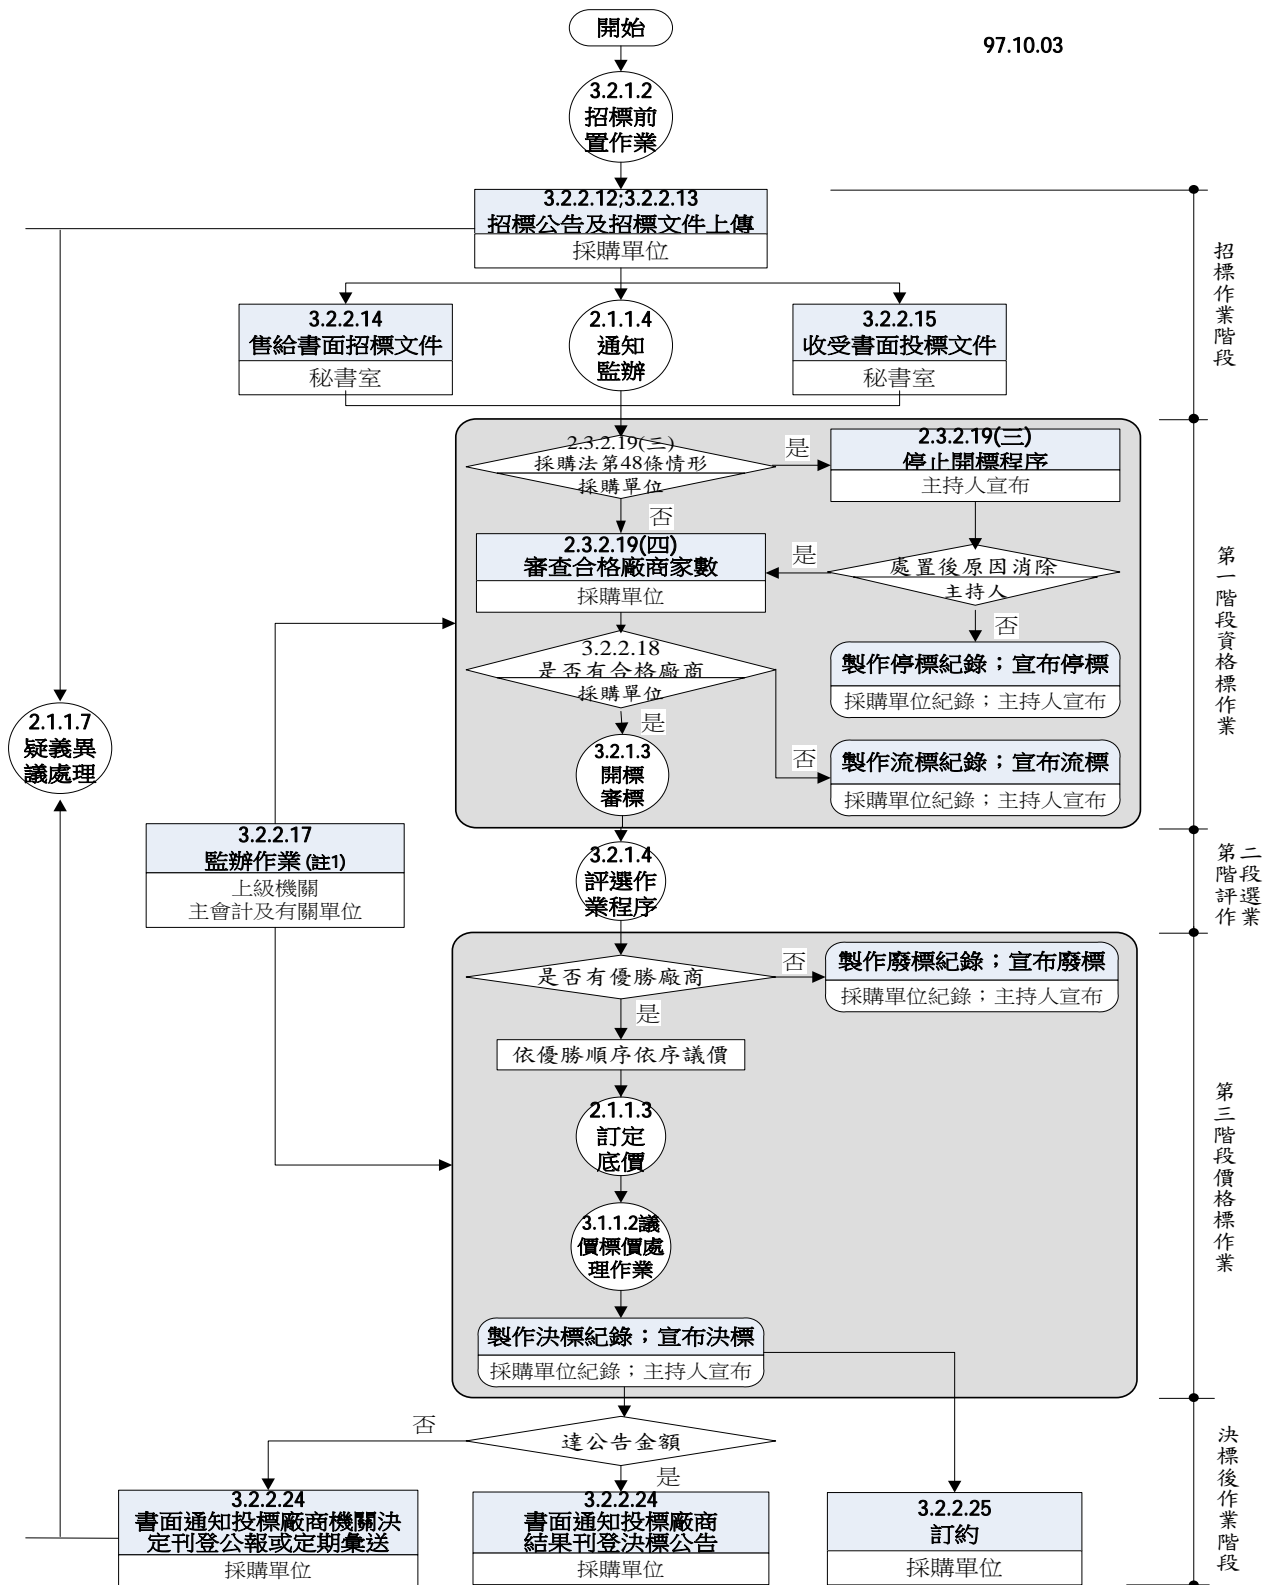 開始
97.10.03
3.2.1.2
招標前
置作業
3.2.2.12;3.2.2.13
招標公告及招標文件上傳
採購單位
招標作業階段
3.2.2.14
售給書面招標文件
秘書室
2.1.1.4
通知
監辦
3.2.2.15
收受書面投標文件
秘書室
2.3.2.19(三)
採購法第48條情形
採購單位
是
2.3.2.19(三)
停止開標程序
主持人宣布
否
2.3.2.19(四)
審查合格廠商家數
採購單位
是
處置後原因消除
主持人
否
第一階段資格標作業
3.2.2.18
是否有合格廠商
採購單位
製作停標紀錄；宣布停標
採購單位紀錄；主持人宣布
是
2.1.1.7
疑義異
議處理
3.2.1.3
開標
審標
否
製作流標紀錄；宣布流標
採購單位紀錄；主持人宣布
3.2.2.17
監辦作業(註1)
上級機關
主會計及有關單位
3.2.1.4
評選作
業程序
第二
階段
評選
作業
是否有優勝廠商
否
製作廢標紀錄；宣布廢標
採購單位紀錄；主持人宣布
是
依優勝順序依序議價
2.1.1.3
訂定
底價
第三階段價格標作業
3.1.1.2議
價標價處
理作業
製作決標紀錄；宣布決標
採購單位紀錄；主持人宣布
否
達公告金額
是
決標後作業階段
3.2.2.24
書面通知投標廠商機關決
定刊登公報或定期彙送
採購單位
3.2.2.24
書面通知投標廠商
結果刊登決標公告
採購單位
3.2.2.25
訂約
採購單位